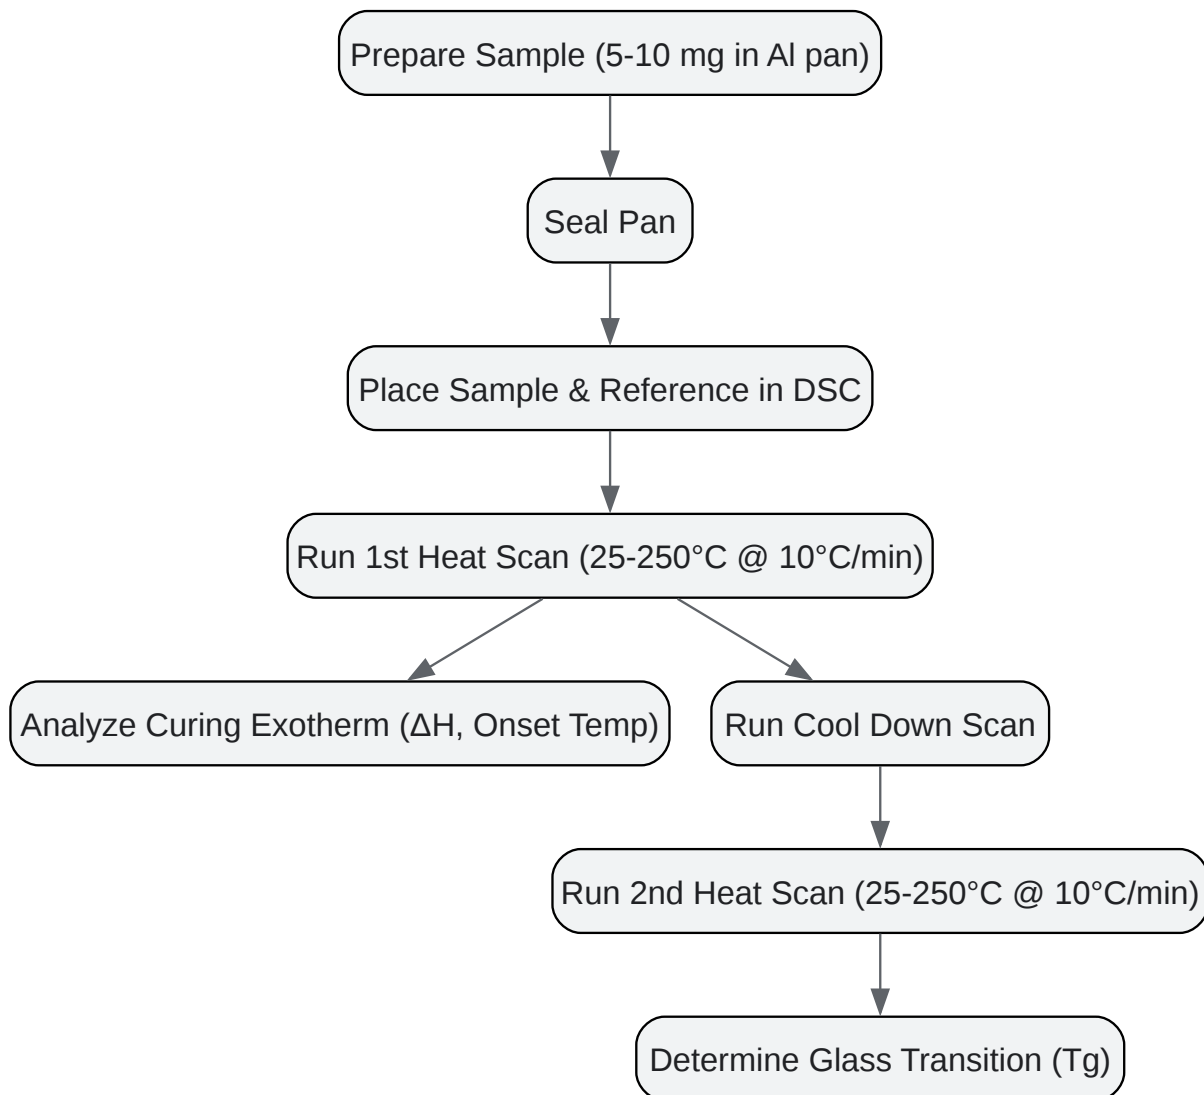 Prepare Sample (5-10 mg in Al pan)
Seal Pan
Place Sample & Reference in DSC
Run 1st Heat Scan (25-250°C @ 10°C/min)
Analyze Curing Exotherm (ΔH, Onset Temp)
Run Cool Down Scan
Run 2nd Heat Scan (25-250°C @ 10°C/min)
Determine Glass Transition (Tg)